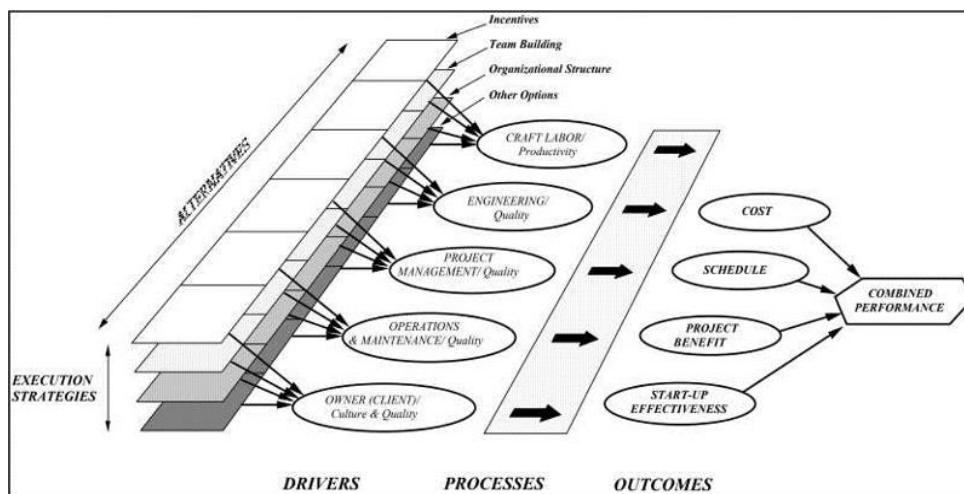 Incentives
Team Building
Organizational Structure
Other Options
ALTERNATIVES
CRAFT LABOR/
Productivity
ENGINEERING/
Quality
PROJECT
MANAGEMENT/ Quality
OPERATIONS
& MAINTENANCE/ Quality
OWNER (CLIENT)/
Culture & Quality
EXECUTION
STRATEGIES
COST
SCHEDULE
PROJECT
BENEFIT
START-UP
EFFECTIVENESS
COMBINED
PERFORMANCE
DRIVERS
PROCESSES
OUTCOMES